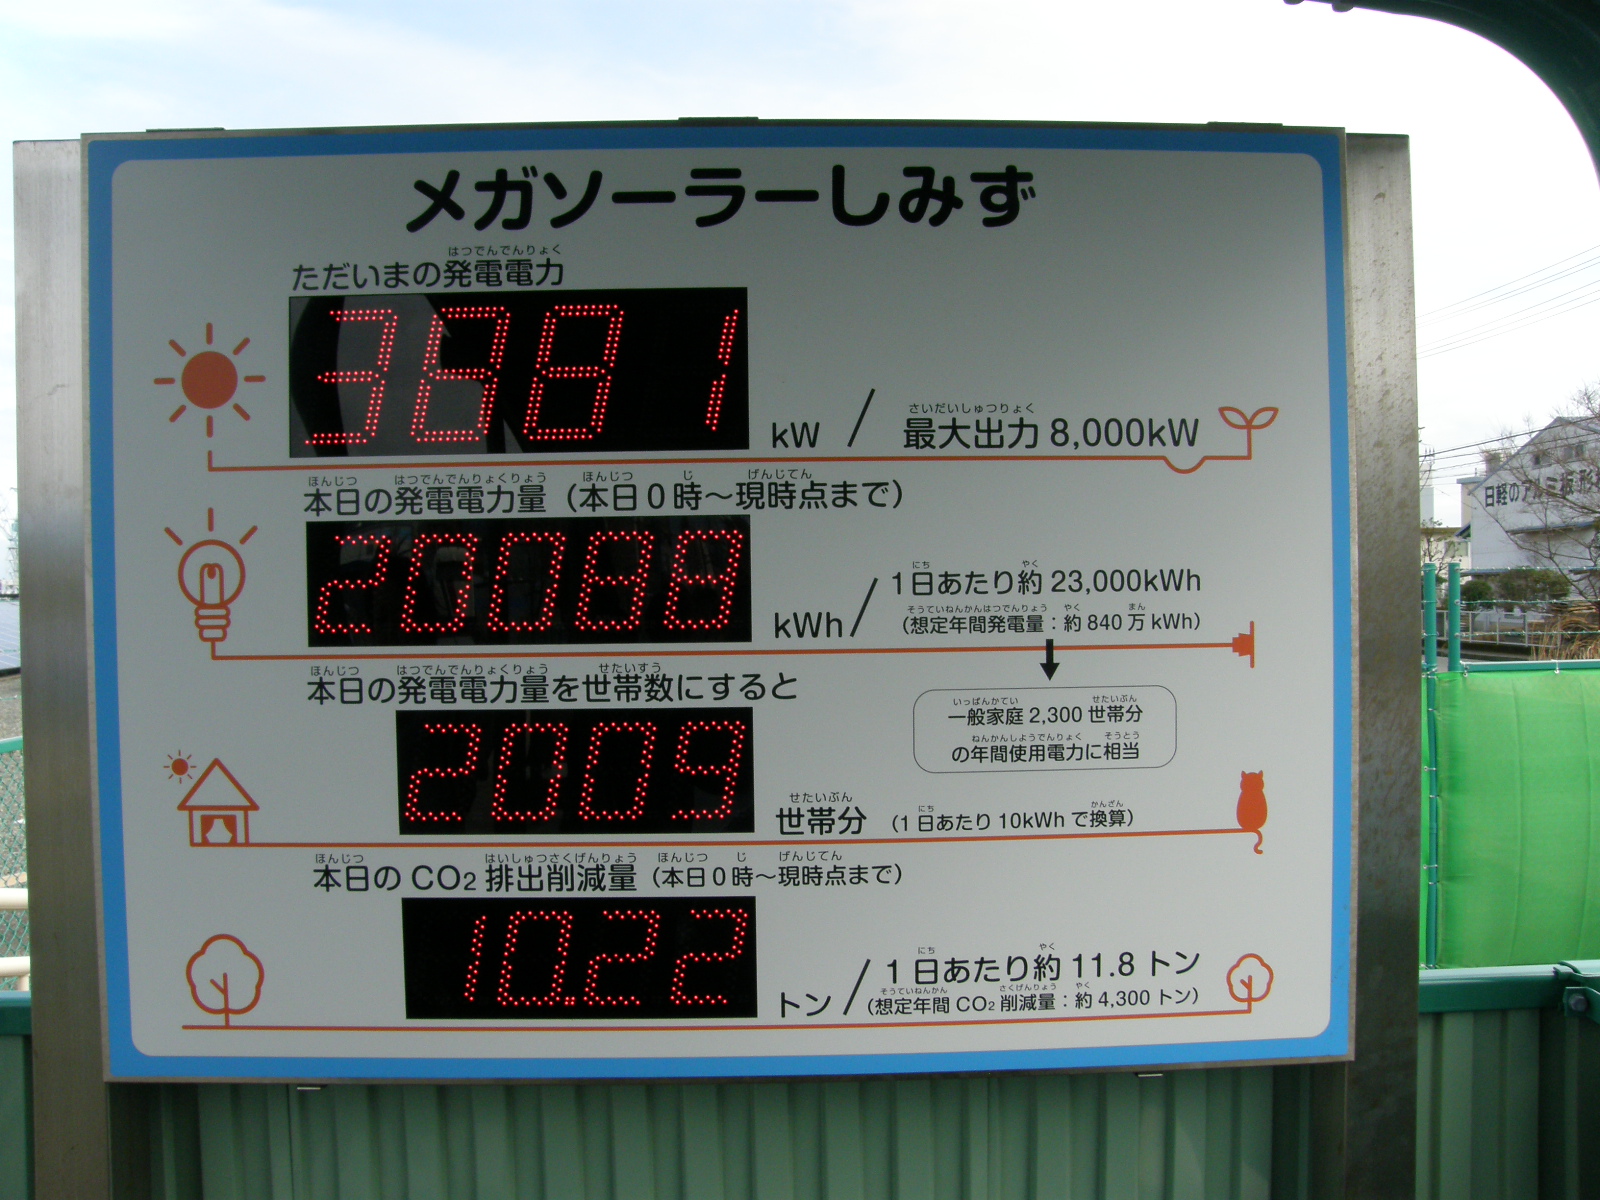 メガソーラーしみず
はつでんでんりょく
ただいまの発電電力
3881 kW / 最大出力 8,000kW
さいだいしゅつりょく
ほんじつ はつでんでんりょくりょう ほんじつ じ げんじてん
本日の発電電力量（本日0時～現時点まで）
20088 kWh / 1日あたり約 23,000kWh
にち やく
そうていねんかんはつでんりょう やく まん
（想定年間発電量：約 840 万 kWh）
ほんじつ はつでんでんりょくりょう せたいすう
本日の発電電力量を世帯数にすると
いっぱんかてい せたいぶん
一般家庭 2,300 世帯分
ねんかんしようでんりょく そうとう
の年間使用電力に相当
せたいぶん にち かんざん
2009 世帯分 （1日あたり 10kWh で換算）
ほんじつ はいしゅつさくげんりょう ほんじつ じ げんじてん
本日の CO2 排出削減量（本日0時～現時点まで）
にち やく
10.22 トン / 1日あたり約 11.8 トン
そうていねんかん さくげんりょう やく
（想定年間 CO2 削減量：約 4,300 トン）
日軽のアルミ板 形